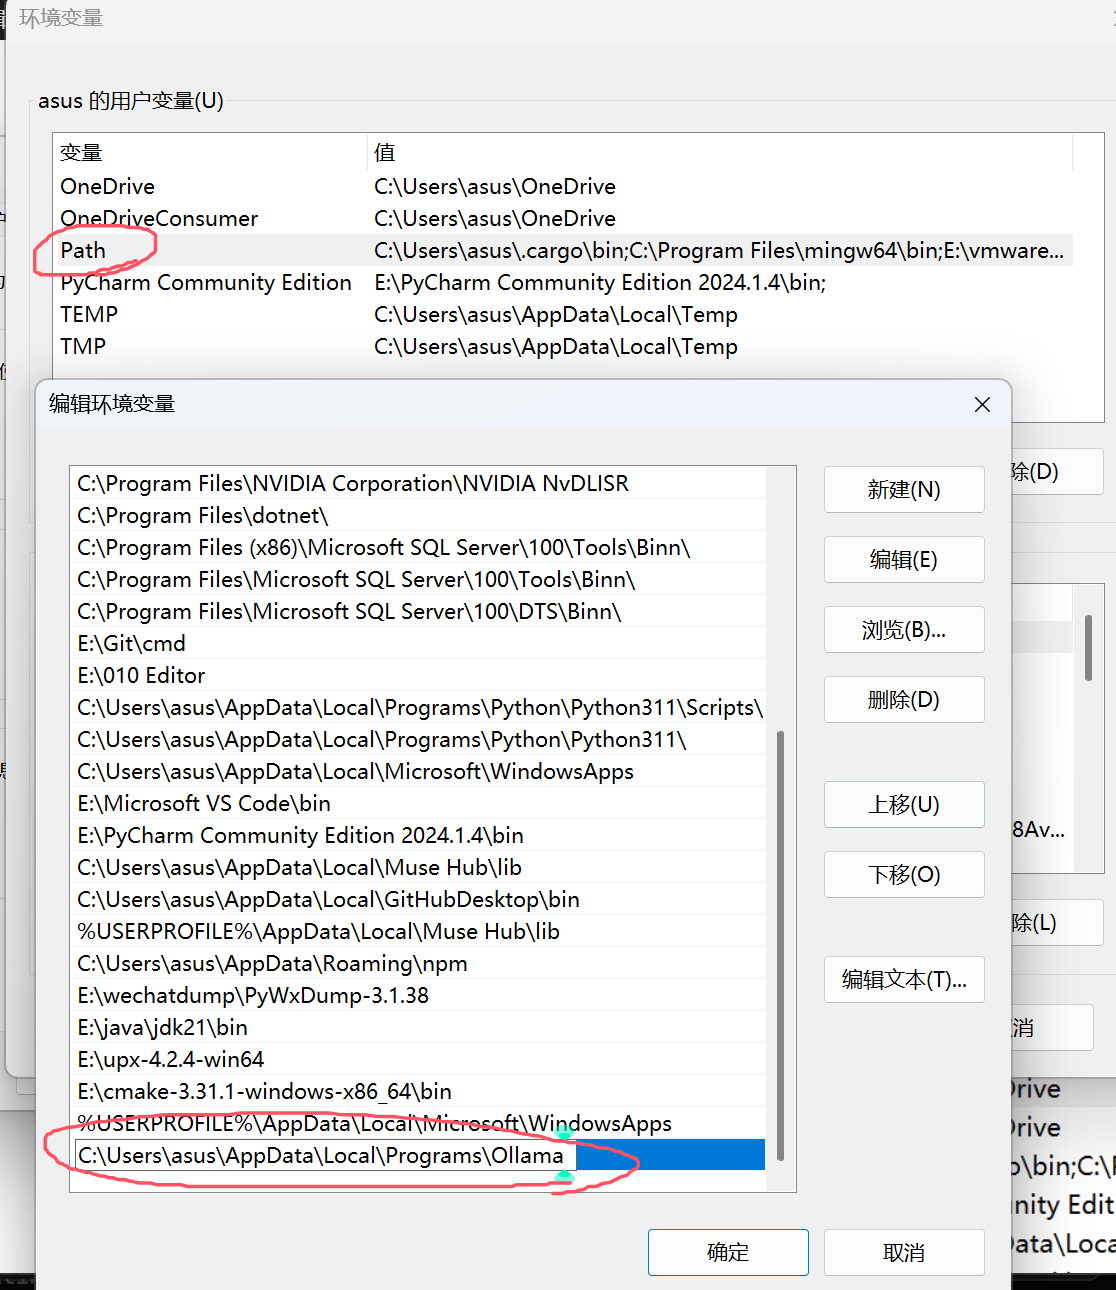 环境变量
asus 的用户变量(U)
变量 值
OneDrive C:\Users\asus\OneDrive
OneDriveConsumer C:\Users\asus\OneDrive
Path C:\Users\asus\.cargo\bin;C:\Program Files\mingw64\bin;E:\vmware...
PyCharm Community Edition E:\PyCharm Community Edition 2024.1.4\bin;
TEMP C:\Users\asus\AppData\Local\Temp
TMP C:\Users\asus\AppData\Local\Temp
编辑环境变量
除(D)
C:\Program Files\NVIDIA Corporation\NVIDIA NvDLISR
C:\Program Files\dotnet\
C:\Program Files (x86)\Microsoft SQL Server\100\Tools\Binn\
C:\Program Files\Microsoft SQL Server\100\Tools\Binn\
C:\Program Files\Microsoft SQL Server\100\DTS\Binn\
E:\Git\cmd
E:\010 Editor
C:\Users\asus\AppData\Local\Programs\Python\Python311\Scripts\
C:\Users\asus\AppData\Local\Programs\Python\Python311\
C:\Users\asus\AppData\Local\Microsoft\WindowsApps
E:\Microsoft VS Code\bin
E:\PyCharm Community Edition 2024.1.4\bin
C:\Users\asus\AppData\Local\Muse Hub\lib
C:\Users\asus\AppData\Local\GitHubDesktop\bin
%USERPROFILE%\AppData\Local\Muse Hub\lib
C:\Users\asus\AppData\Roaming\npm
E:\wechatdump\PyWxDump-3.1.38
E:\java\jdk21\bin
E:\upx-4.2.4-win64
E:\cmake-3.31.1-windows-x86_64\bin
%USERPROFILE%\AppData\Local\Microsoft\WindowsApps
C:\Users\asus\AppData\Local\Programs\Ollama
新建(N)
编辑(E)
浏览(B)...
删除(D)
上移(U)
下移(O)
编辑文本(T)...
8Av...
除(L)
消
确定
取消
rive
rive
\bin;C:\
nity Edit
ata\Loca